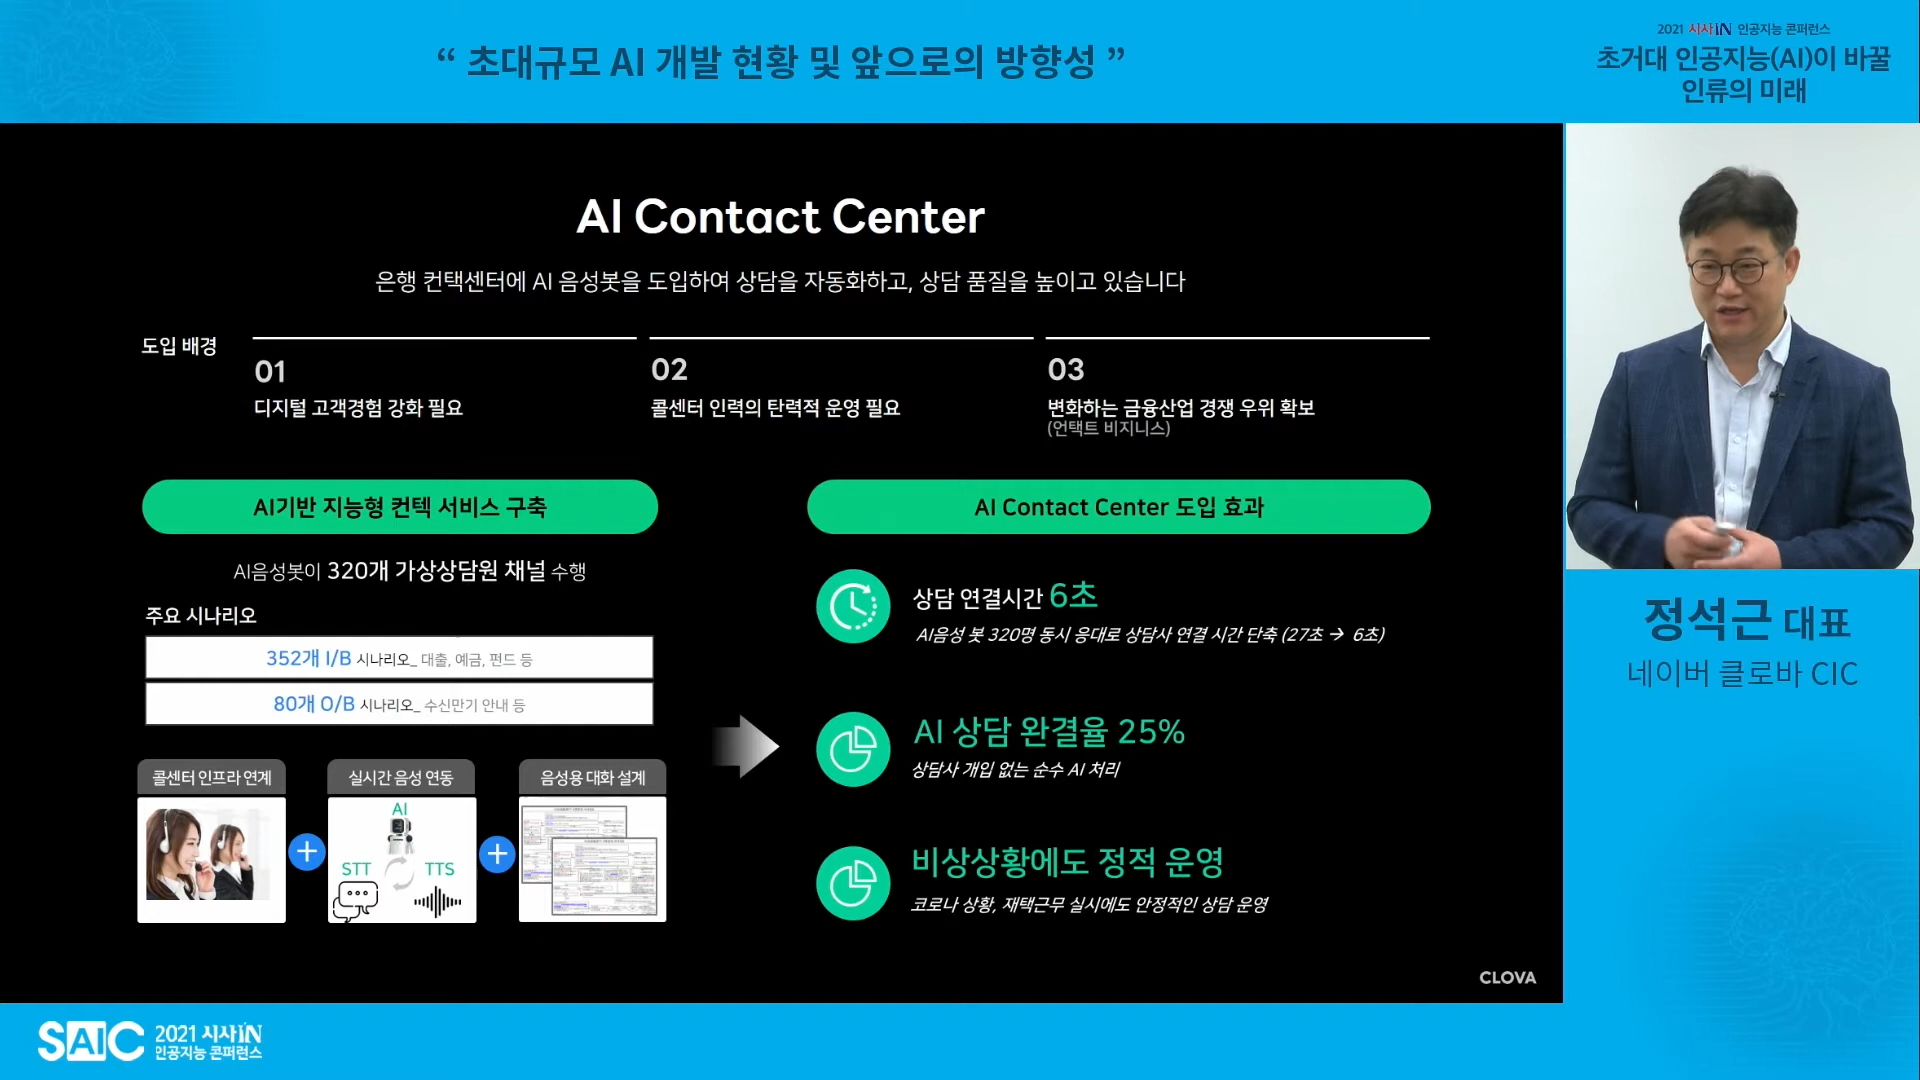 “ 초대규모 AI 개발 현황 및 앞으로의 방향성 ”
2021 시사IN 인공지능 콘퍼런스
초거대 인공지능(AI)이 바꿀
인류의 미래
AI Contact Center
은행 컨택센터에 AI 음성봇을 도입하여 상담을 자동화하고, 상담 품질을 높이고 있습니다
도입 배경
01
디지털 고객경험 강화 필요
02
콜센터 인력의 탄력적 운영 필요
03
변화하는 금융산업 경쟁 우위 확보
(언택트 비지니스)
AI기반 지능형 컨텍 서비스 구축
AI음성봇이 320개 가상상담원 채널 수행
주요 시나리오
352개 I/B 시나리오_ 대출, 예금, 펀드 등
80개 O/B 시나리오_ 수신만기 안내 등
콜센터 인프라 연계
실시간 음성 연동
음성용 대화 설계
AI
STT
TTS
AI Contact Center 도입 효과
상담 연결시간 6초
AI음성 봇 320명 동시 응대로 상담사 연결 시간 단축 (27초 → 6초)
AI 상담 완결율 25%
상담사 개입 없는 순수 AI 처리
비상상황에도 정적 운영
코로나 상황, 재택근무 실시에도 안정적인 상담 운영
CLOVA
정석근 대표
네이버 클로바 CIC
SAIC 2021 시사IN
인공지능 콘퍼런스